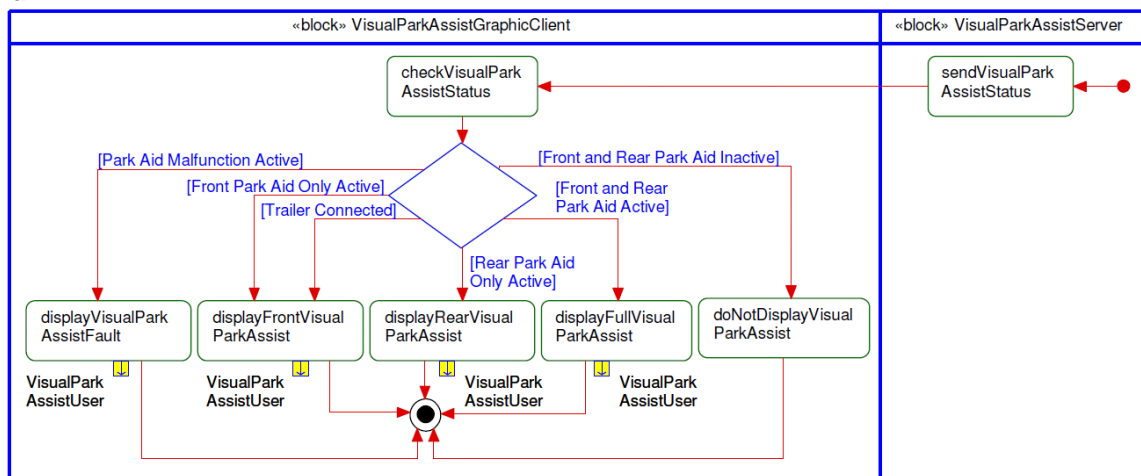 «block» VisualParkAssistGraphicClient
«block» VisualParkAssistServer
checkVisualPark
AssistStatus
sendVisualPark
AssistStatus
[Park Aid Malfunction Active]
[Front and Rear Park Aid Inactive]
[Front Park Aid Only Active]
[Front and Rear
Park Aid Active]
[Trailer Connected]
[Rear Park Aid
Only Active]
displayVisualPark
AssistFault
displayFrontVisual
ParkAssist
displayRearVisual
ParkAssist
displayFullVisual
ParkAssist
doNotDisplayVisual
ParkAssist
VisualPark
AssistUser
VisualPark
AssistUser
VisualPark
AssistUser
VisualPark
AssistUser